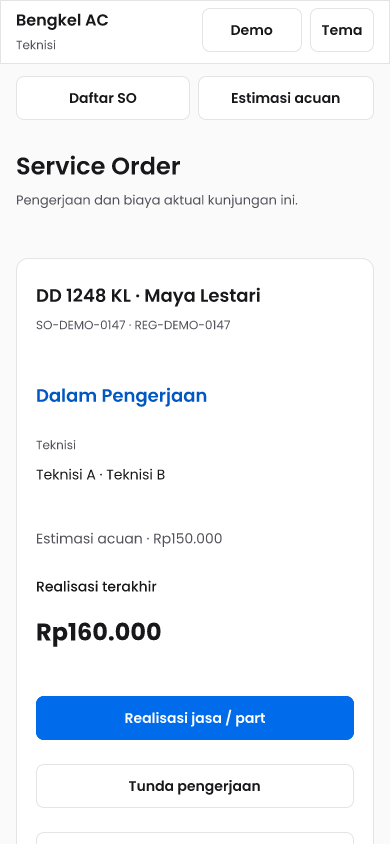 Bengkel AC
Teknisi
Demo
Tema
Daftar SO
Estimasi acuan
Service Order
Pengerjaan dan biaya aktual kunjungan ini.
DD 1248 KL · Maya Lestari
SO-DEMO-0147 · REG-DEMO-0147
Dalam Pengerjaan
Teknisi
Teknisi A · Teknisi B
Estimasi acuan · Rp150.000
Realisasi terakhir
Rp160.000
Realisasi jasa / part
Tunda pengerjaan